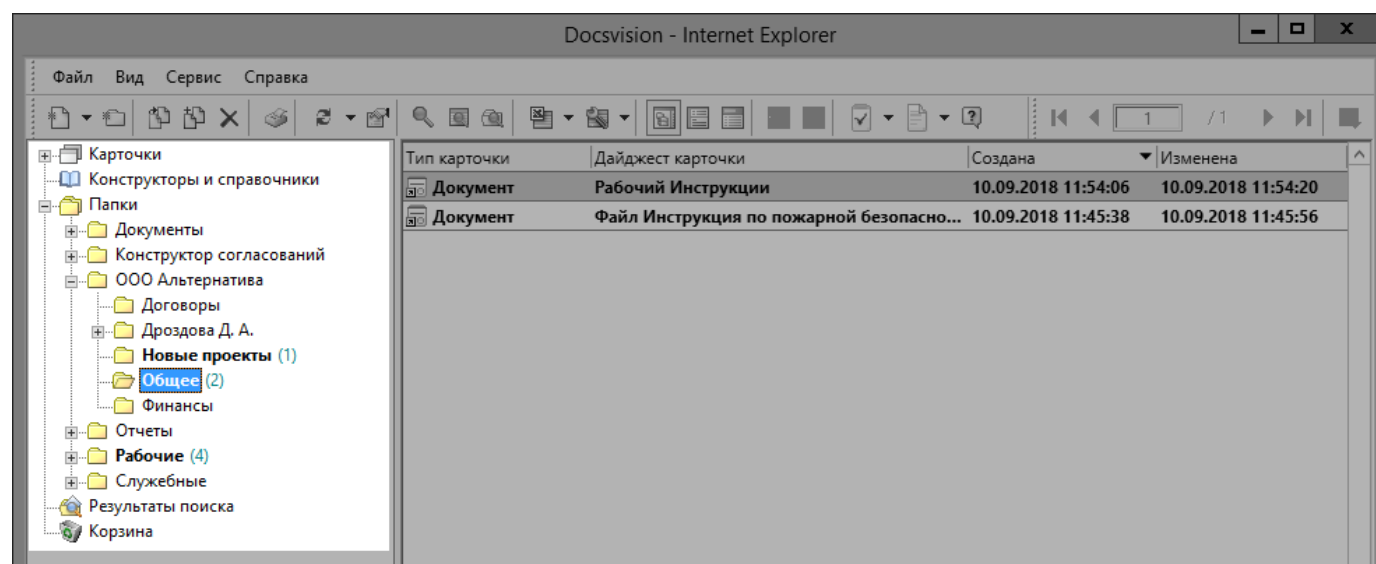 Docsvision - Internet Explorer
Файл Вид Сервис Справка
1 / 1
Карточки
Конструкторы и справочники
Папки
Документы
Конструктор согласований
ООО Альтернатива
Договоры
Дроздова Д. А.
Новые проекты (1)
Общее (2)
Финансы
Отчеты
Рабочие (4)
Служебные
Результаты поиска
Корзина
Тип карточки Дайджест карточки Создана Изменена
Документ Рабочий Инструкции 10.09.2018 11:54:06 10.09.2018 11:54:20
Документ Файл Инструкция по пожарной безопасно... 10.09.2018 11:45:38 10.09.2018 11:45:56